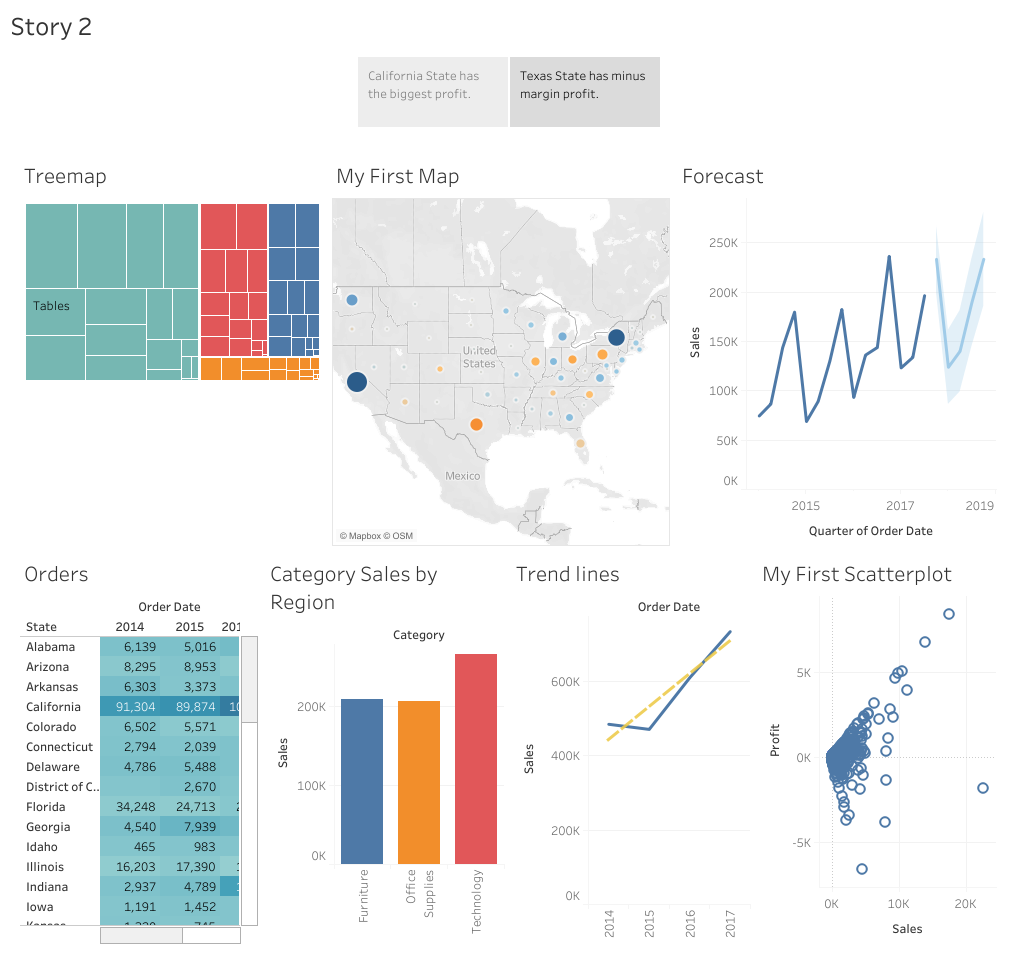 Story 2
California State has
the biggest profit.
Texas State has minus
margin profit.
Treemap
Tables
My First Map
United
States
Mexico
© Mapbox © OSM
Forecast
Sales
250K
200K
150K
100K
50K
0K
2015 2017 2019
Quarter of Order Date
Orders
Order Date
State 2014 2015
Alabama 6,139 5,016
Arizona 8,295 8,953
Arkansas 6,303 3,373
California 91,304 89,874
Colorado 6,502 5,571
Connecticut 2,794 2,039
Delaware 4,786 5,488
District of C.. 2,670
Florida 34,248 24,713
Georgia 4,540 7,939
Idaho 465 983
Illinois 16,203 17,390
Indiana 2,937 4,789
Iowa 1,191 1,452
Category Sales by
Region
Category
Sales
200K
100K
0K
Furniture
Office
Supplies
Technology
Trend lines
Order Date
Sales
600K
400K
200K
0K
2014 2015 2016 2017
My First Scatterplot
Profit
5K
0K
-5K
0K 10K 20K
Sales